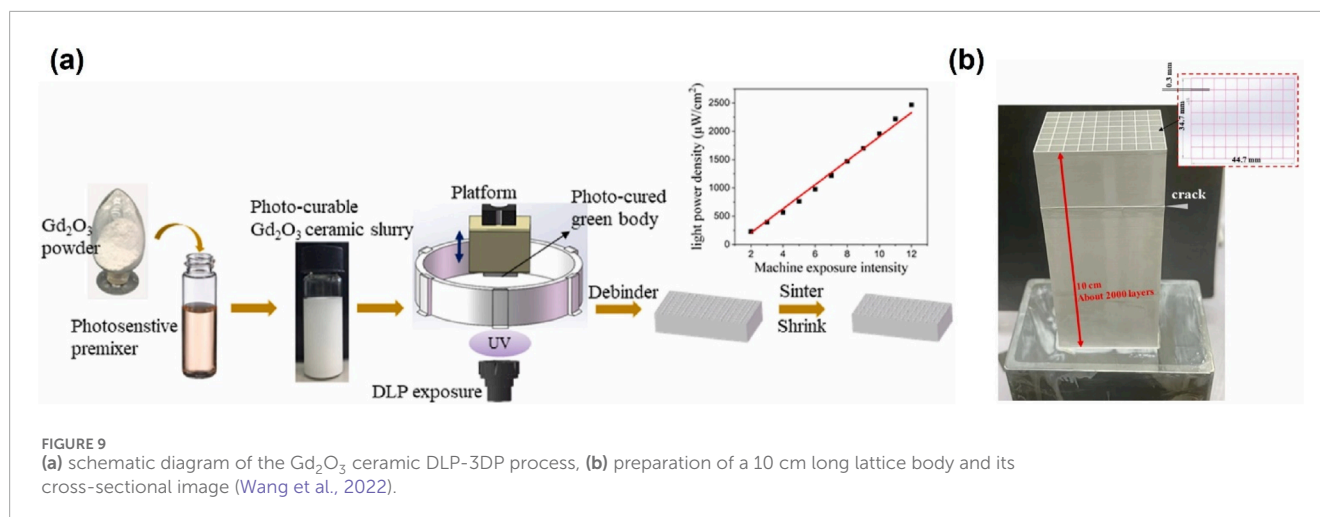 (a)
Gd₂O₃
powder
Photosenstive
premixer
Photo-curable
Gd₂O₃ ceramic slurry
Platform
Photo-cured
green body
UV
DLP exposure
Debinder
Sinter
Shrink
light power density (μW/cm²)
2500
2000
1500
1000
500
0
2 4 6 8 10 12
Machine exposure intensity
(b)
0.3 mm
34.7 mm
44.7 mm
crack
10 cm
About 2000 layers
FIGURE 9
(a) schematic diagram of the Gd₂O₃ ceramic DLP-3DP process, (b) preparation of a 10 cm long lattice body and its
cross-sectional image (Wang et al., 2022).